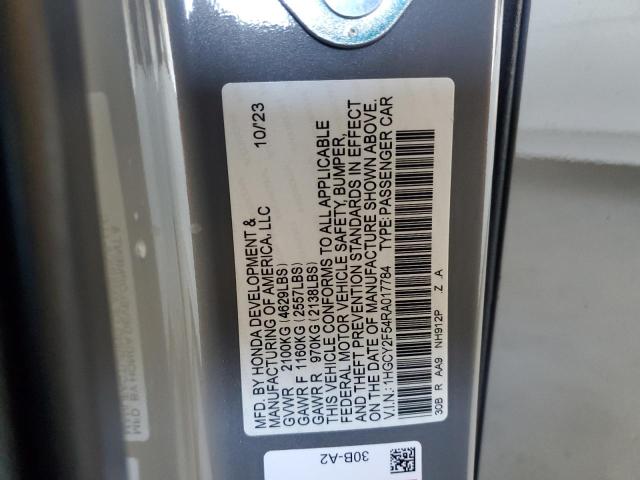 MFD. BY HONDA DEVELOPMENT & 10/'23
MANUFACTURING OF AMERICA, LLC
GVWR 2100KG (4629LBS)
GAWR F 1160KG (2557LBS)
GAWR R 970KG (2138LBS)
THIS VEHICLE CONFORMS TO ALL APPLICABLE
FEDERAL MOTOR VEHICLE SAFETY, BUMPER,
AND THEFT PREVENTION STANDARDS IN EFFECT
ON THE DATE OF MANUFACTURE SHOWN ABOVE.
V.I.N.: 1HGCY2F54RA017784 TYPE: PASSENGER CAR
30B R AA9 NH912P Z A
30B-A2